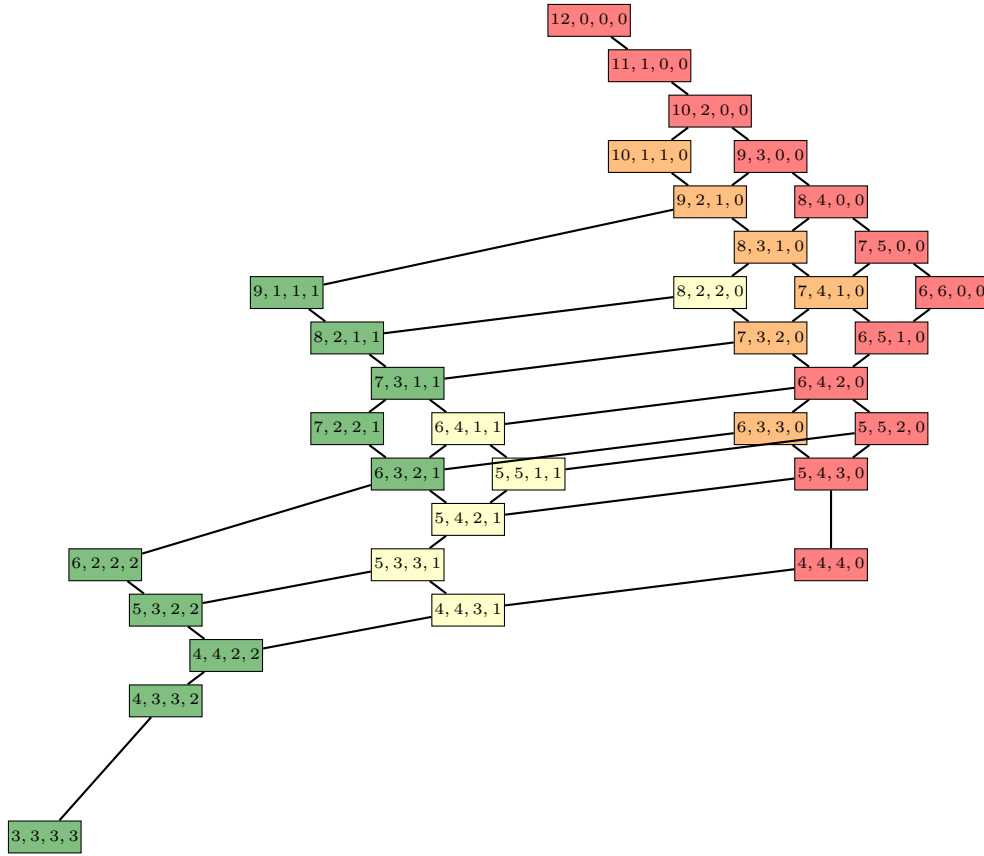 12, 0, 0, 0
11, 1, 0, 0
10, 2, 0, 0
10, 1, 1, 0
9, 3, 0, 0
9, 2, 1, 0
8, 4, 0, 0
8, 3, 1, 0
7, 5, 0, 0
9, 1, 1, 1
8, 2, 2, 0
7, 4, 1, 0
6, 6, 0, 0
8, 2, 1, 1
7, 3, 2, 0
6, 5, 1, 0
7, 3, 1, 1
6, 4, 2, 0
7, 2, 2, 1
6, 4, 1, 1
6, 3, 3, 0
5, 5, 2, 0
6, 3, 2, 1
5, 5, 1, 1
5, 4, 3, 0
5, 4, 2, 1
6, 2, 2, 2
5, 3, 3, 1
4, 4, 4, 0
5, 3, 2, 2
4, 4, 3, 1
4, 4, 2, 2
4, 3, 3, 2
3, 3, 3, 3